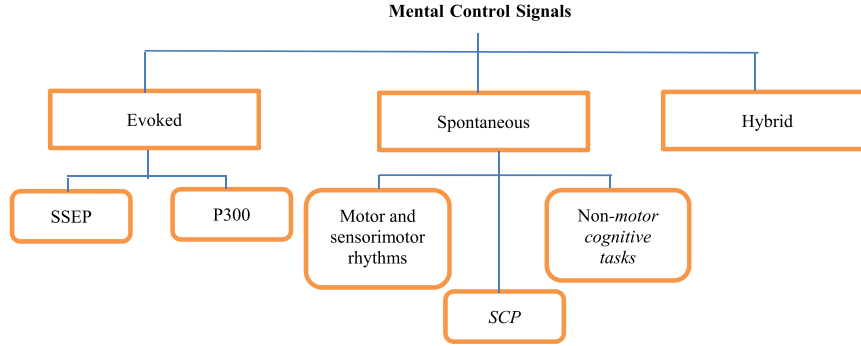 Mental Control Signals
Evoked
Spontaneous
Hybrid
SSEP
P300
Motor and
sensorimotor
rhythms
Non-motor
cognitive
tasks
SCP